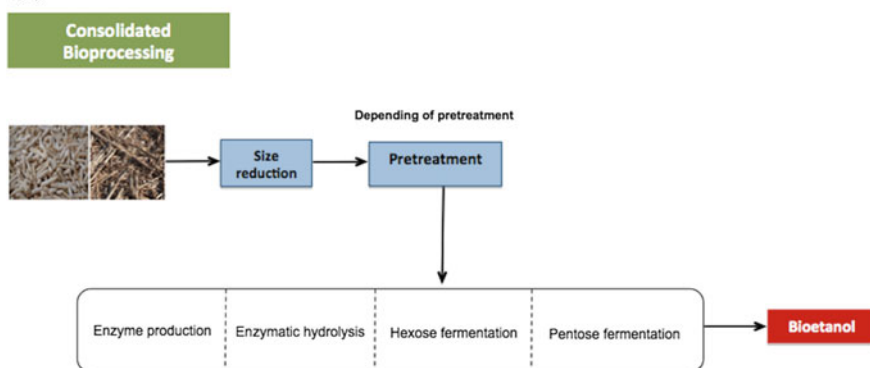 Consolidated
Bioprocessing
Depending of pretreatment
Size
reduction
Pretreatment
Enzyme production
Enzymatic hydrolysis
Hexose fermentation
Pentose fermentation
Bioetanol